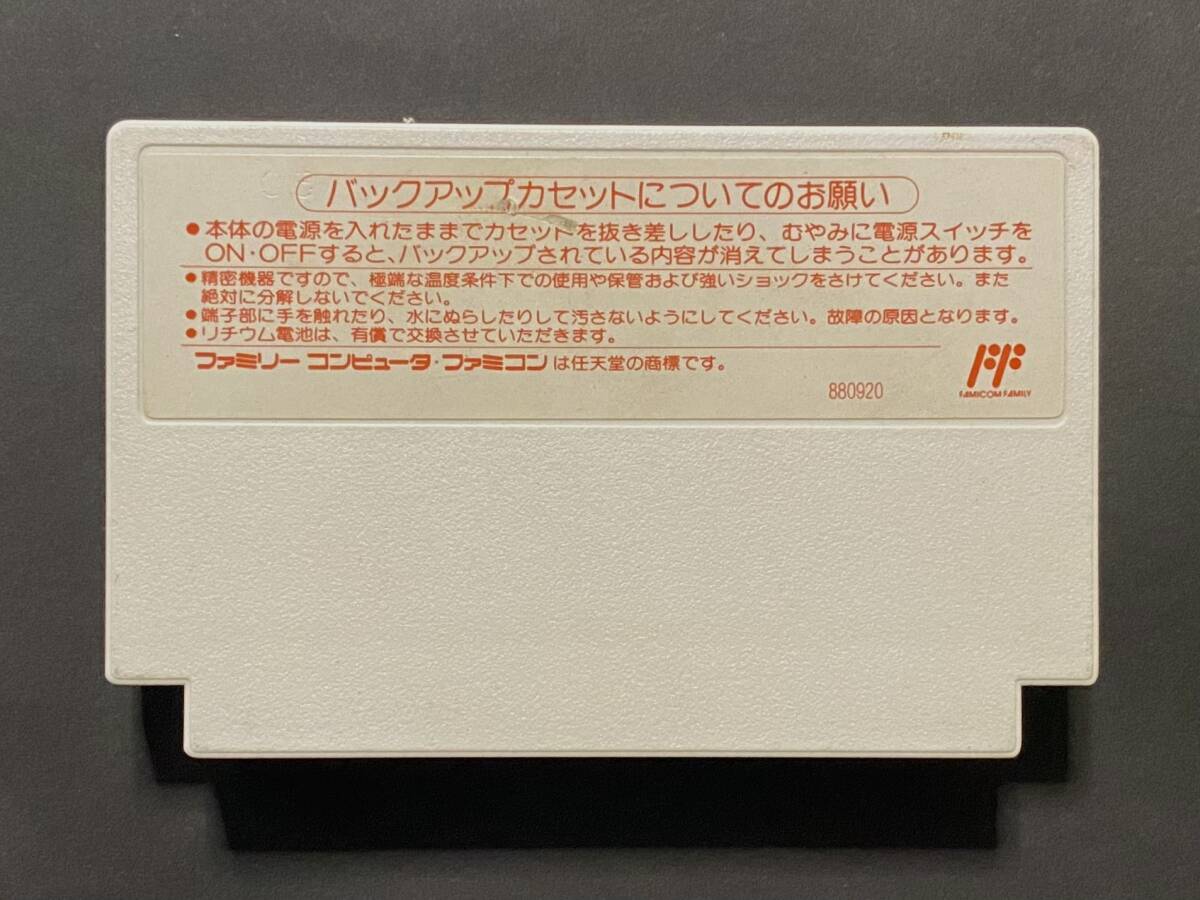 バックアップカセットについてのお願い
●本体の電源を入れたままでカセットを抜き差ししたり、むやみに電源スイッチを
ON・OFFすると、バックアップされている内容が消えてしまうことがあります。
●精密機器ですので、極端な温度条件下での使用や保管および強いショックをさけてください。また
絶対に分解しないでください。
●端子部に手を触れたり、水にぬらしたりして汚さないようにしてください。故障の原因となります。
●リチウム電池は、有償で交換させていただきます。
ファミリーコンピュータ・ファミコンは任天堂の商標です。
880920
FAMICOM FAMILY